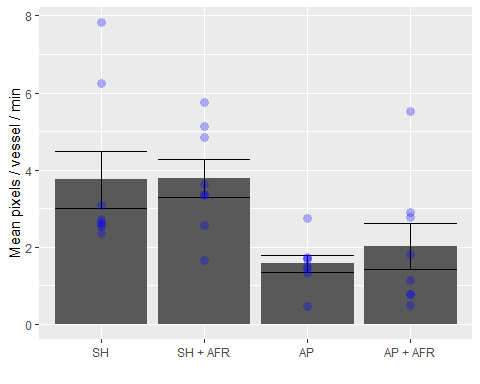 Mean pixels / vessel / min
8
6
4
2
0
SH
SH + AFR
AP
AP + AFR